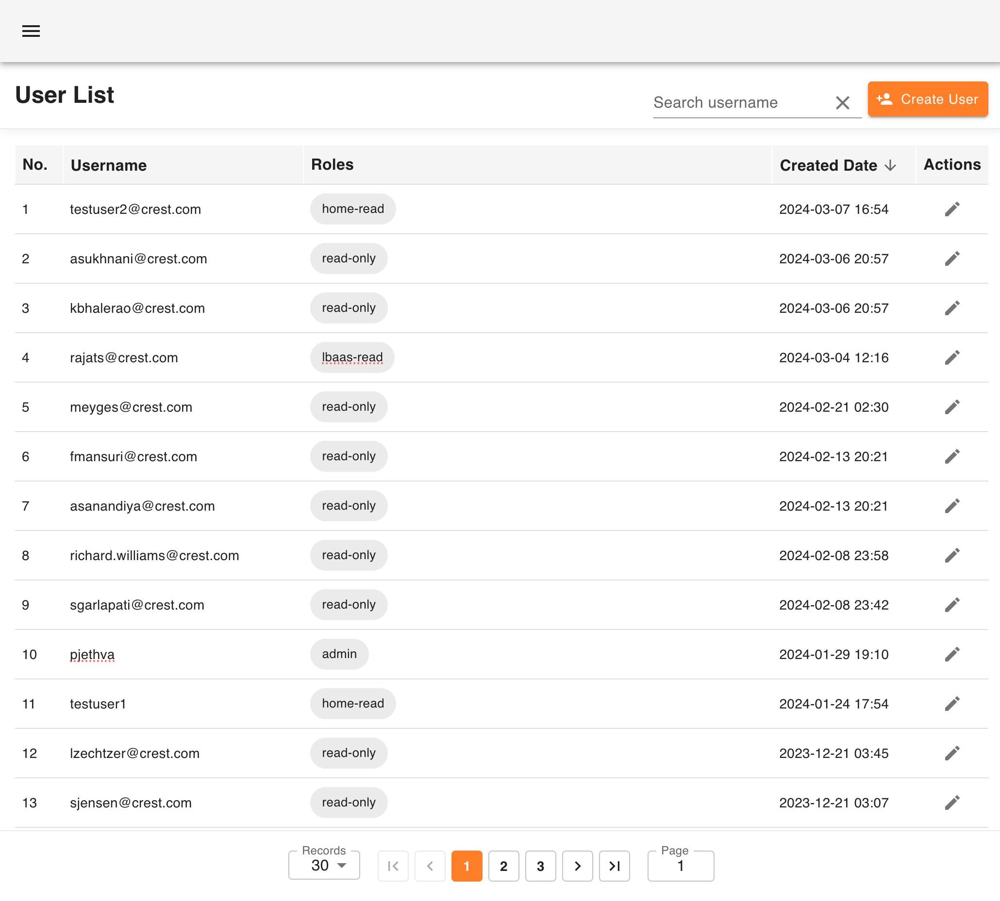 User List
Search username
Create User
No. Username Roles Created Date Actions
1 testuser2@crest.com home-read 2024-03-07 16:54
2 asukhnani@crest.com read-only 2024-03-06 20:57
3 kbhalerao@crest.com read-only 2024-03-06 20:57
4 rajats@crest.com lbaas-read 2024-03-04 12:16
5 meyges@crest.com read-only 2024-02-21 02:30
6 fmansuri@crest.com read-only 2024-02-13 20:21
7 asanandiya@crest.com read-only 2024-02-13 20:21
8 richard.williams@crest.com read-only 2024-02-08 23:58
9 sgarlapati@crest.com read-only 2024-02-08 23:42
10 pjethva admin 2024-01-29 19:10
11 testuser1 home-read 2024-01-24 17:54
12 lzechtzer@crest.com read-only 2023-12-21 03:45
13 sjensen@crest.com read-only 2023-12-21 03:07
Records Page
30 1 2 3 1